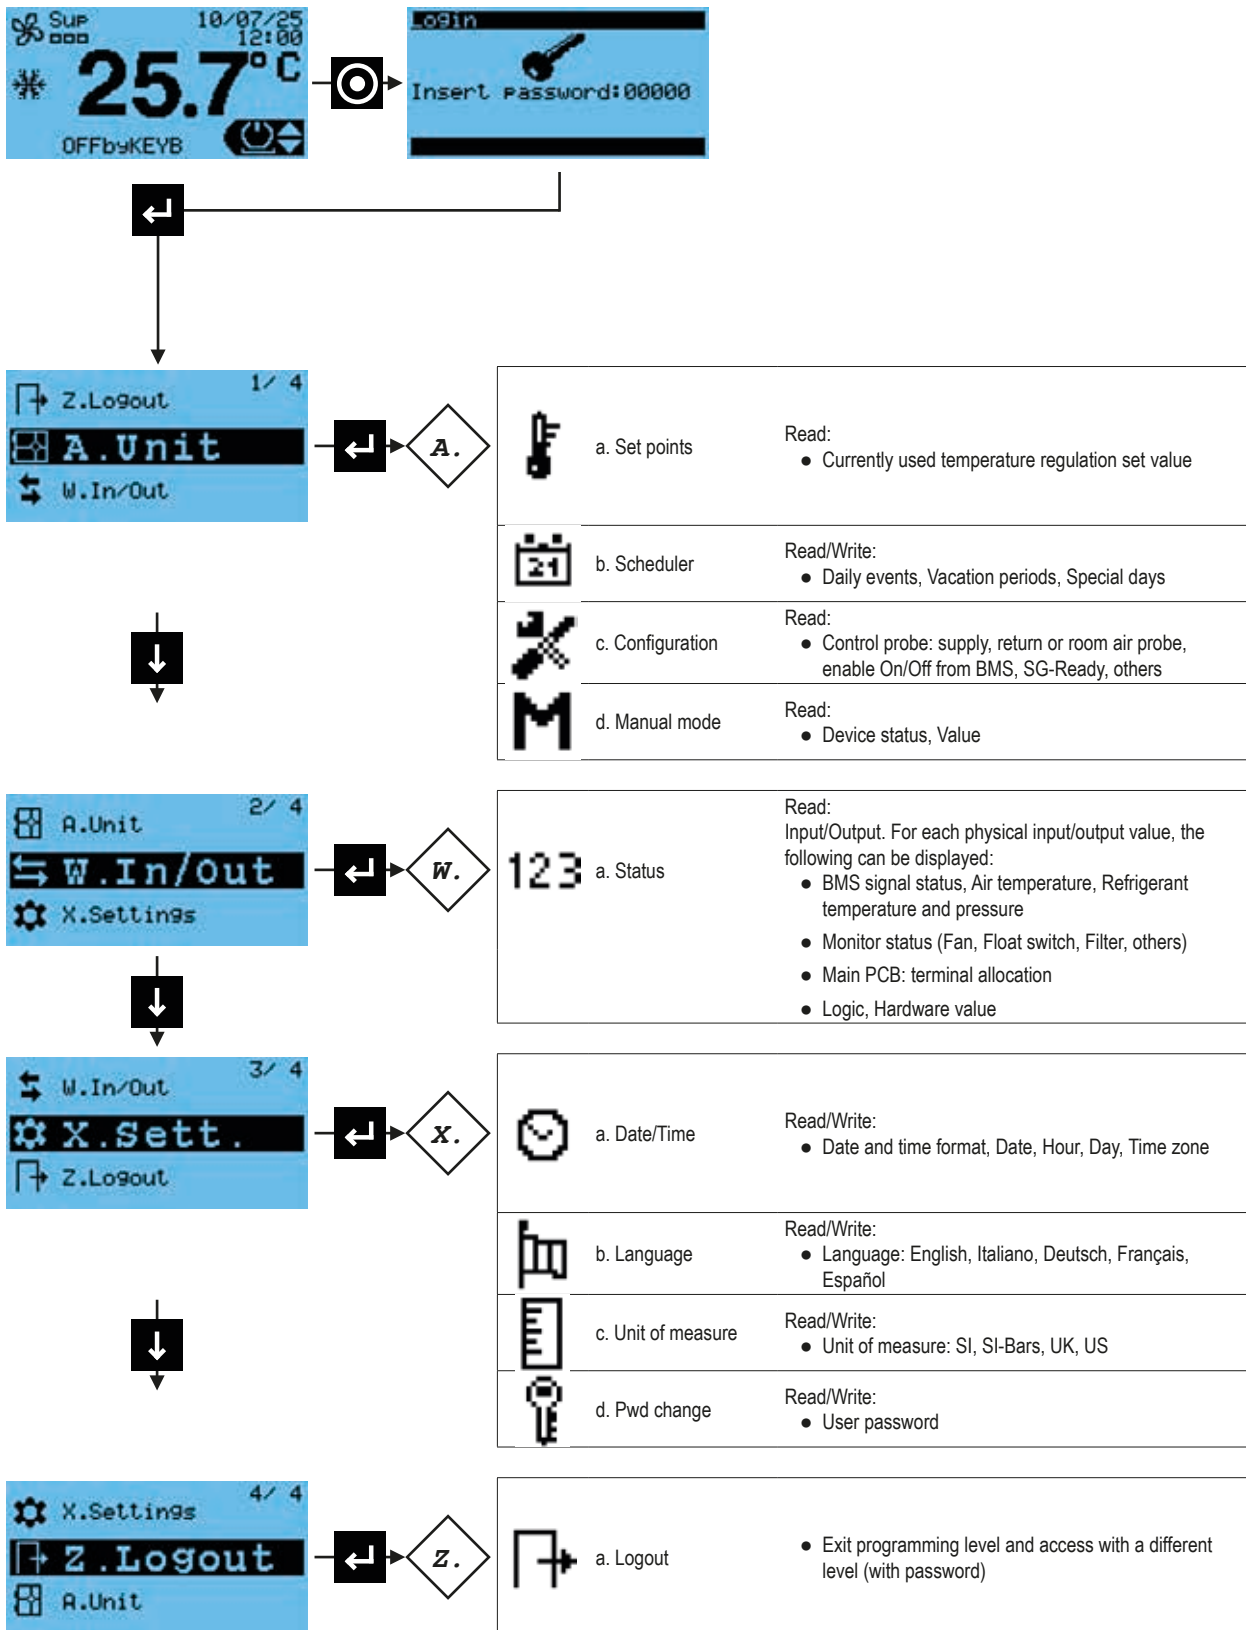 Sup 10/07/25
12:00
25.7°C
OFFbyKEYB
Login
Insert password:00000
1/ 4
Z.Logout
A.Unit
W.In/Out
A.
a. Set points
Read:
● Currently used temperature regulation set value
21
b. Scheduler
Read/Write:
● Daily events, Vacation periods, Special days
c. Configuration
Read:
● Control probe: supply, return or room air probe,
enable On/Off from BMS, SG-Ready, others
M
d. Manual mode
Read:
● Device status, Value
2/ 4
A.Unit
W.In/Out
X.Settings
W.
123
a. Status
Read:
Input/Output. For each physical input/output value, the
following can be displayed:
● BMS signal status, Air temperature, Refrigerant
temperature and pressure
● Monitor status (Fan, Float switch, Filter, others)
● Main PCB: terminal allocation
● Logic, Hardware value
3/ 4
W.In/Out
X.Sett.
Z.Logout
X.
a. Date/Time
Read/Write:
● Date and time format, Date, Hour, Day, Time zone
b. Language
Read/Write:
● Language: English, Italiano, Deutsch, Français,
Español
c. Unit of measure
Read/Write:
● Unit of measure: SI, SI-Bars, UK, US
d. Pwd change
Read/Write:
● User password
4/ 4
X.Settings
Z.Logout
A.Unit
Z.
a. Logout
● Exit programming level and access with a different
level (with password)